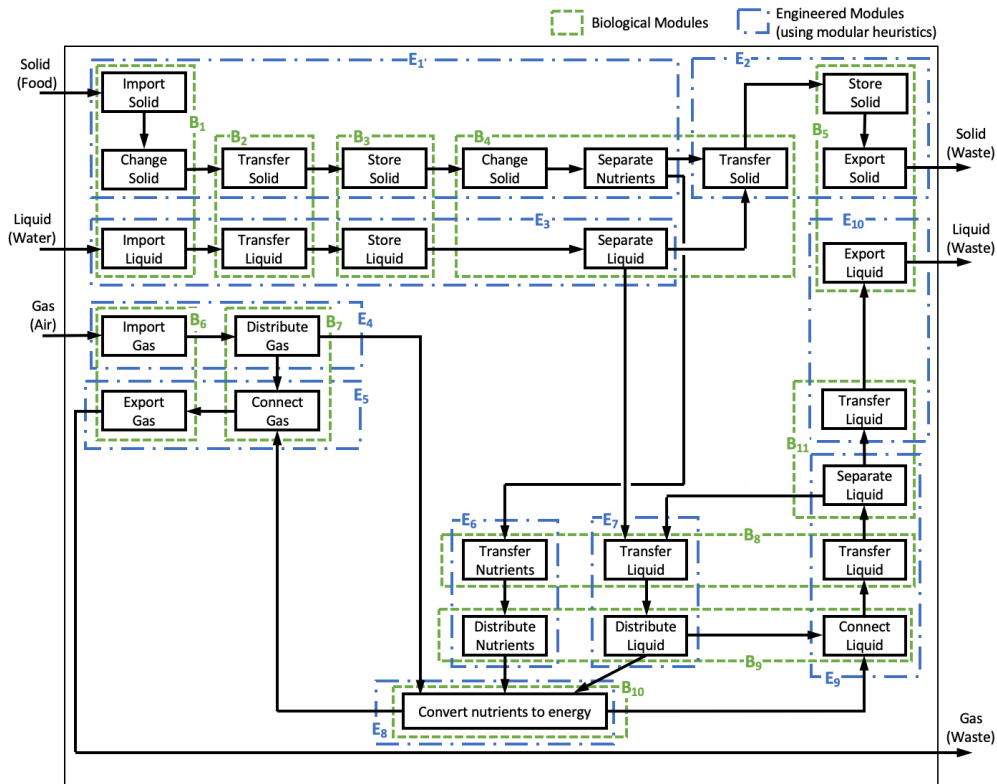 Biological Modules
Engineered Modules
(using modular heuristics)
Solid
(Food)
E1
E2
Import
Solid
Store
Solid
B1
B2
B3
B4
B5
Solid
(Waste)
Change
Solid
Transfer
Solid
Store
Solid
Change
Solid
Separate
Nutrients
Transfer
Solid
Export
Solid
Liquid
(Water)
E3
E10
Liquid
(Waste)
Import
Liquid
Transfer
Liquid
Store
Liquid
Separate
Liquid
Export
Liquid
Gas
(Air)
Import
Gas
B6
Distribute
Gas
B7
E4
Export
Gas
Connect
Gas
E5
Transfer
Liquid
B11
Separate
Liquid
E6
E7
B8
Transfer
Nutrients
Transfer
Liquid
Transfer
Liquid
Distribute
Nutrients
Distribute
Liquid
Connect
Liquid
B9
E9
B10
Convert nutrients to energy
E8
Gas
(Waste)